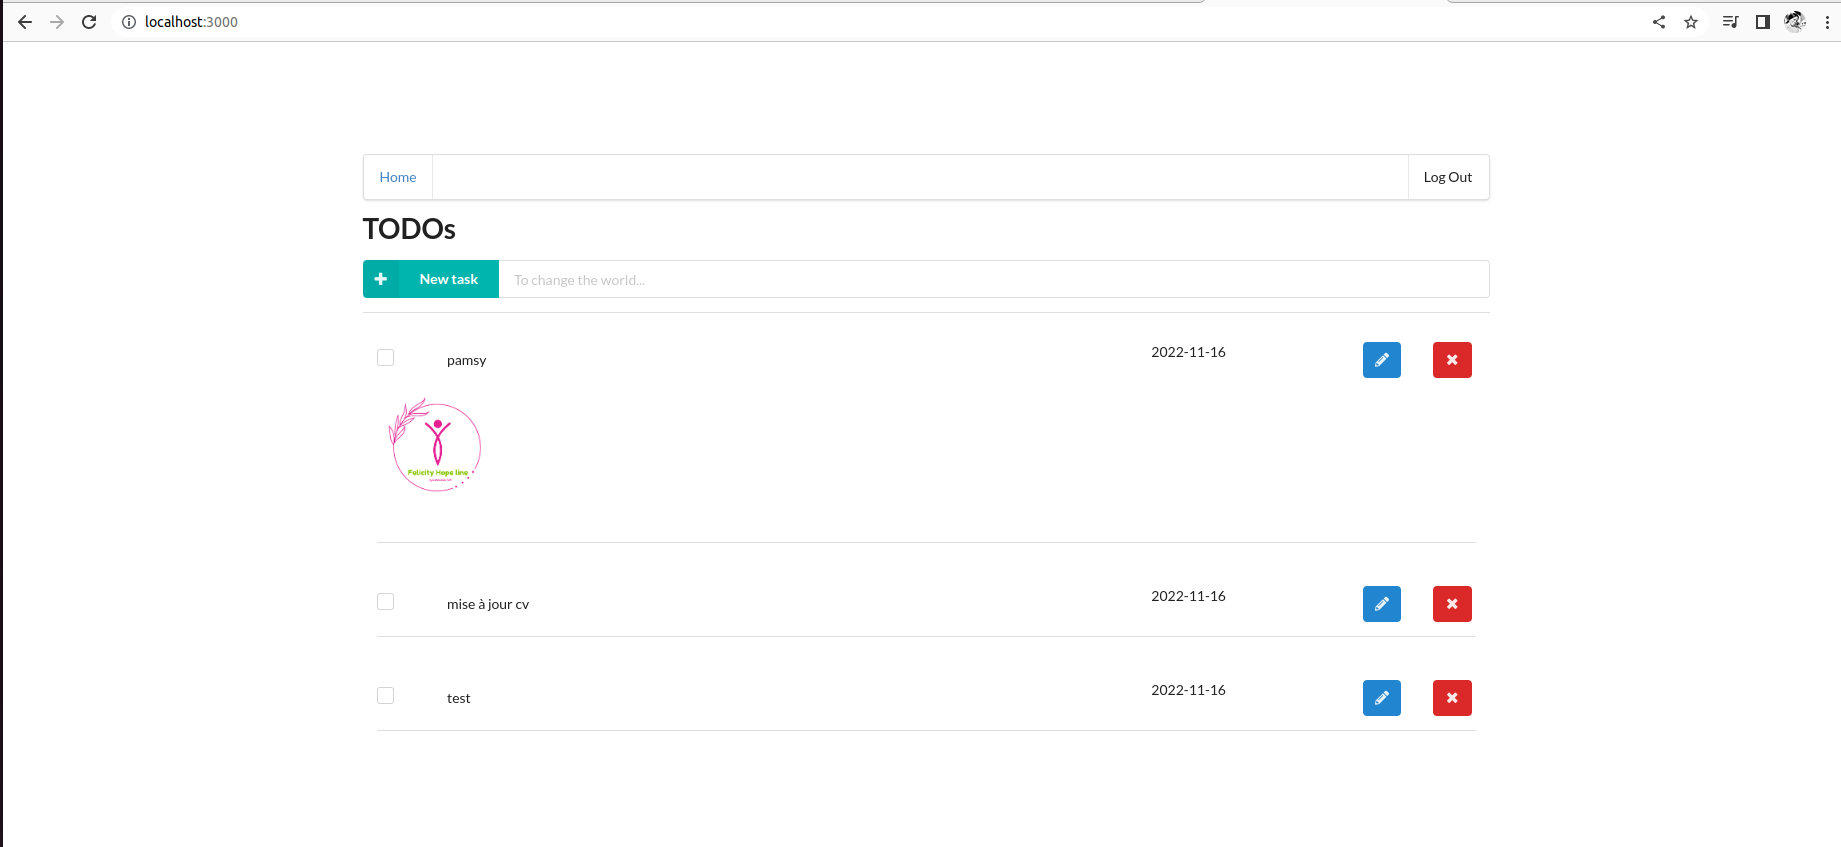 localhost:3000
Home
Log Out
TODOs
New task
To change the world...
pamsy
2022-11-16
Felicity Hope line
mise à jour cv
2022-11-16
test
2022-11-16